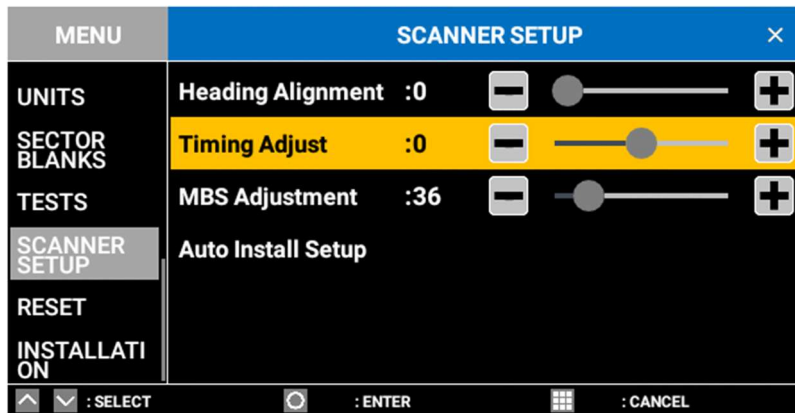 MENU
SCANNER SETUP ×
UNITS
SECTOR
BLANKS
TESTS
SCANNER
SETUP
RESET
INSTALLATI
ON
Heading Alignment :0
Timing Adjust :0
MBS Adjustment :36
Auto Install Setup
: SELECT
: ENTER
: CANCEL